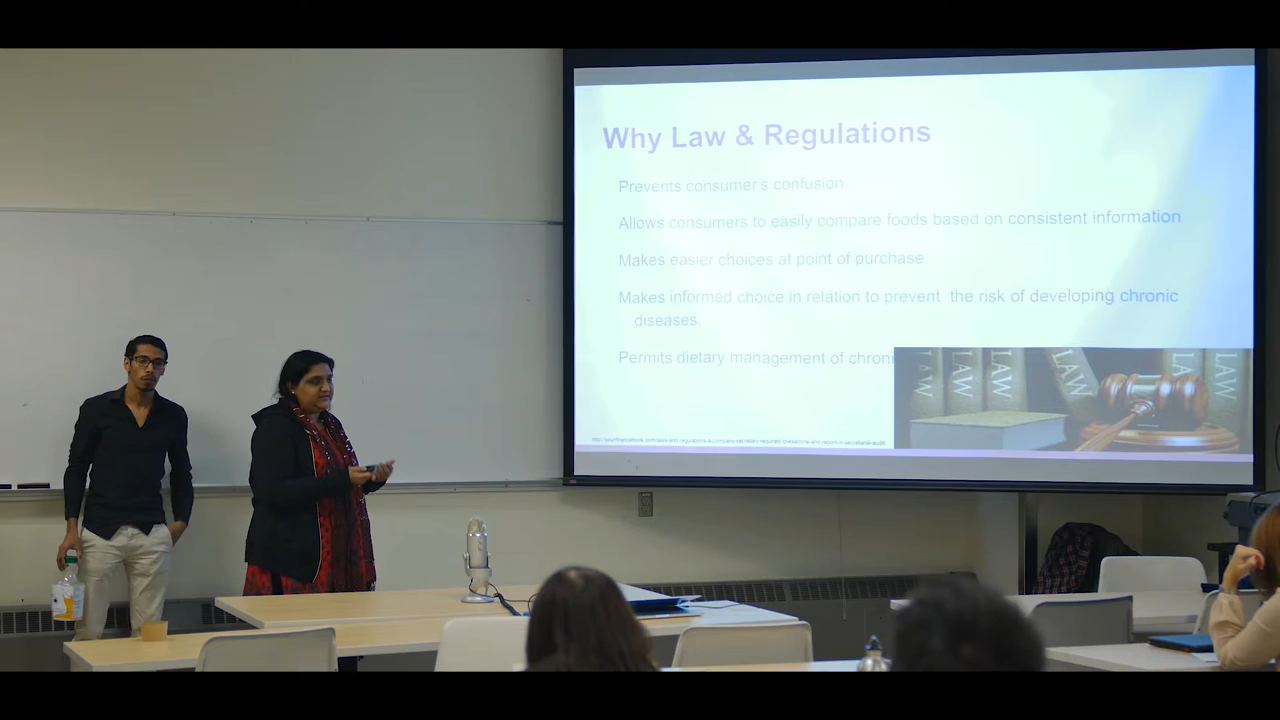 Why Law & Regulations
Prevents consumer's confusion.
Allows consumers to easily compare foods based on consistent information
Makes easier choices at point of purchase.
Makes informed choice in relation to prevent the risk of developing chronic
diseases.
Permits dietary management of chroni
LAW
LAW
LAW
LAW
LAW
LAW